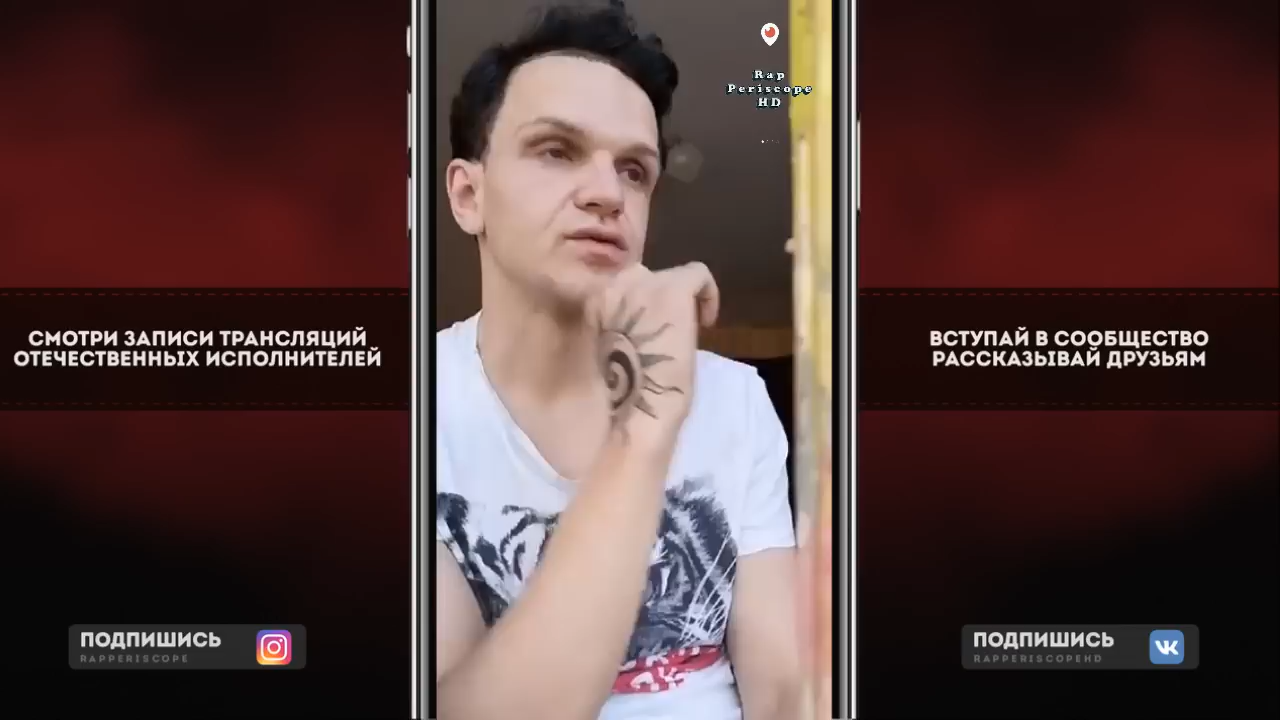 Rap
Periscope
HD
СМОТРИ ЗАПИСИ ТРАНСЛЯЦИЙ
ОТЕЧЕСТВЕННЫХ ИСПОЛНИТЕЛЕЙ
ВСТУПАЙ В СООБЩЕСТВО
РАССКАЗЫВАЙ ДРУЗЬЯМ
ПОДПИШИСЬ
RAPPERISCOPE
ПОДПИШИСЬ
RAPPERISCOPEHD